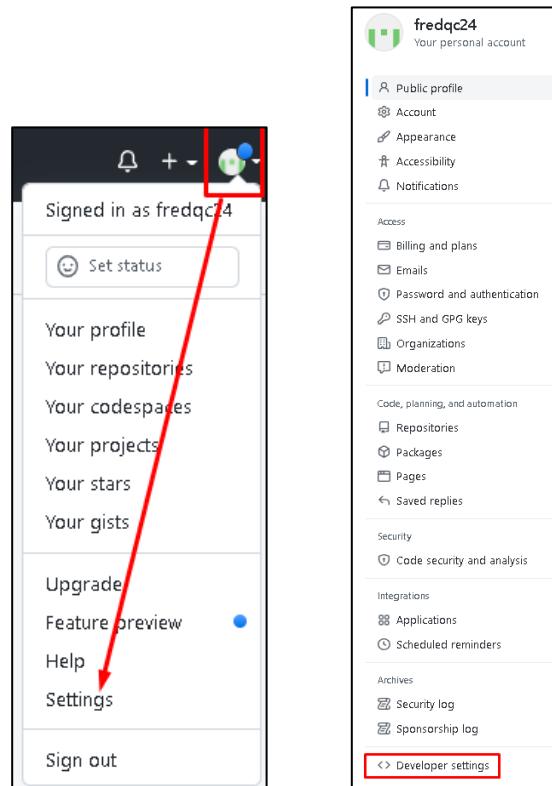 Signed in as fredqc24
Set status
Your profile
Your repositories
Your codespaces
Your projects
Your stars
Your gists
Upgrade
Feature preview
Help
Settings
Sign out
fredqc24
Your personal account
Public profile
Account
Appearance
Accessibility
Notifications
Access
Billing and plans
Emails
Password and authentication
SSH and GPG keys
Organizations
Moderation
Code, planning, and automation
Repositories
Packages
Pages
Saved replies
Security
Code security and analysis
Integrations
Applications
Scheduled reminders
Archives
Security log
Sponsorship log
Developer settings